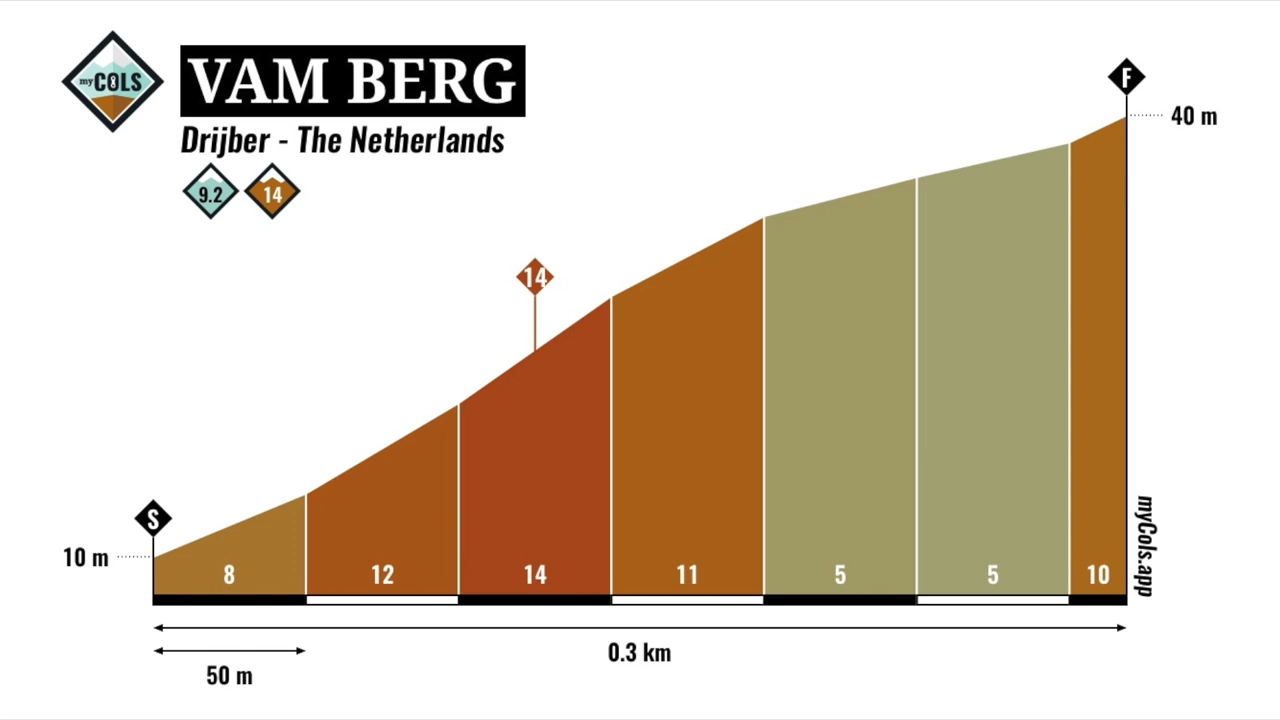 myCOLS
VAM BERG
Drijber - The Netherlands
9.2 14
F
40 m
14
S
10 m
8 12 14 11 5 5 10
myCols.app
0.3 km
50 m